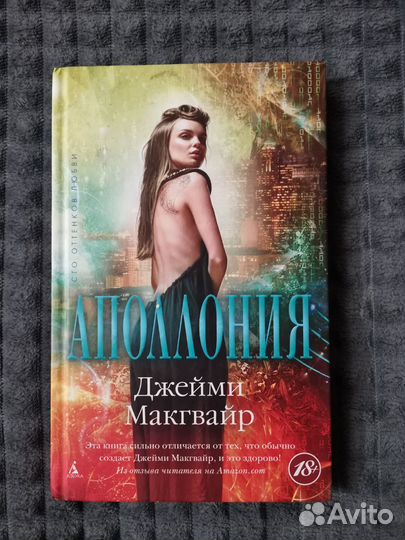 СТО ОТТЕНКОВ ЛЮБВИ
АПОЛЛОНИЯ
Джейми
Макгвайр
Эта книга сильно отличается от тех, что обычно
создает Джейми Макгвайр, и это здорово!
Из отзыва читателя на Amazon.com
АЗБУКА
18+
Avito